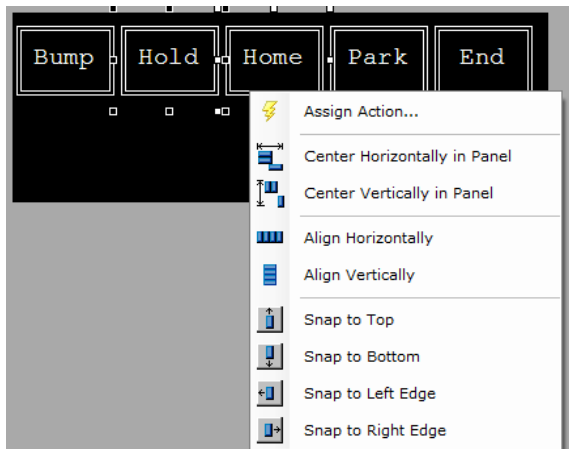 Bump Hold Home Park End
Assign Action...
Center Horizontally in Panel
Center Vertically in Panel
Align Horizontally
Align Vertically
Snap to Top
Snap to Bottom
Snap to Left Edge
Snap to Right Edge